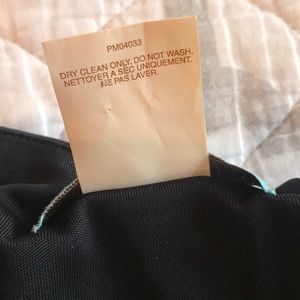 PM04033
DRY CLEAN ONLY, DO NOT WASH.
NETTOYER A SEC UNIQUEMENT.
NE PAS LAVER.